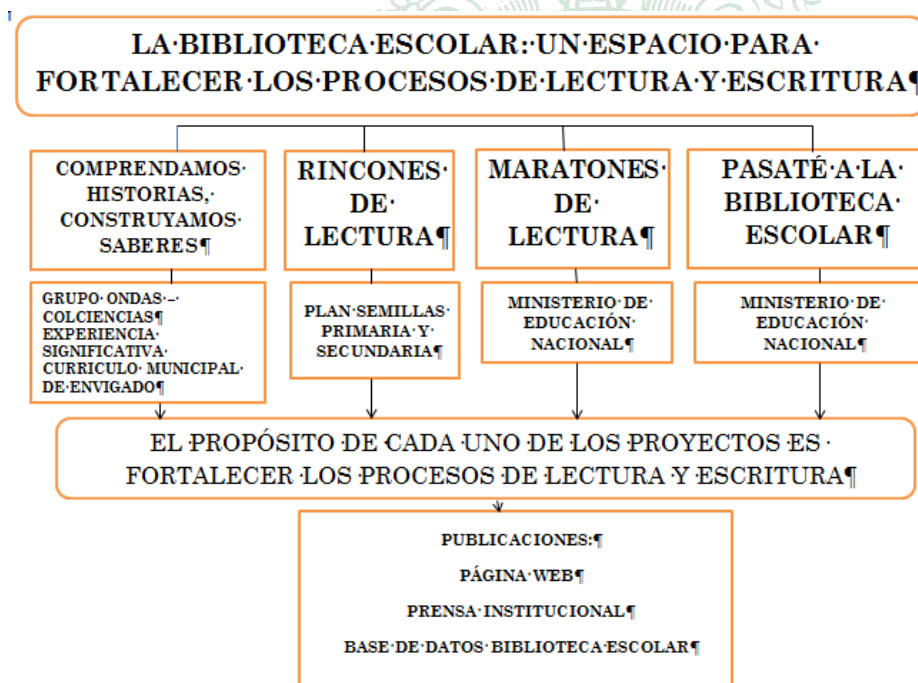 LA BIBLIOTECA ESCOLAR: UN ESPACIO PARA
FORTALECER LOS PROCESOS DE LECTURA Y ESCRITURA¶
COMPRENDAMOS
HISTORIAS,
CONSTRUYAMOS
SABERES¶
RINCONES
DE
LECTURA¶
MARATONES
DE
LECTURA¶
PASATÉ A LA
BIBLIOTECA
ESCOLAR¶
GRUPO ONDAS –
COLCIENCIAS¶
EXPERIENCIA
SIGNIFICATIVA
CURRICULO MUNICIPAL
DE ENVIGADO¶
PLAN SEMILLAS
PRIMARIA Y
SECUNDARIA¶
MINISTERIO DE
EDUCACIÓN
NACIONAL¶
MINISTERIO DE
EDUCACIÓN
NACIONAL¶
EL PROPÓSITO DE CADA UNO DE LOS PROYECTOS ES
FORTALECER LOS PROCESOS DE LECTURA Y ESCRITURA¶
PUBLICACIONES:¶
PÁGINA WEB¶
PRENSA INSTITUCIONAL¶
BASE DE DATOS BIBLIOTECA ESCOLAR¶